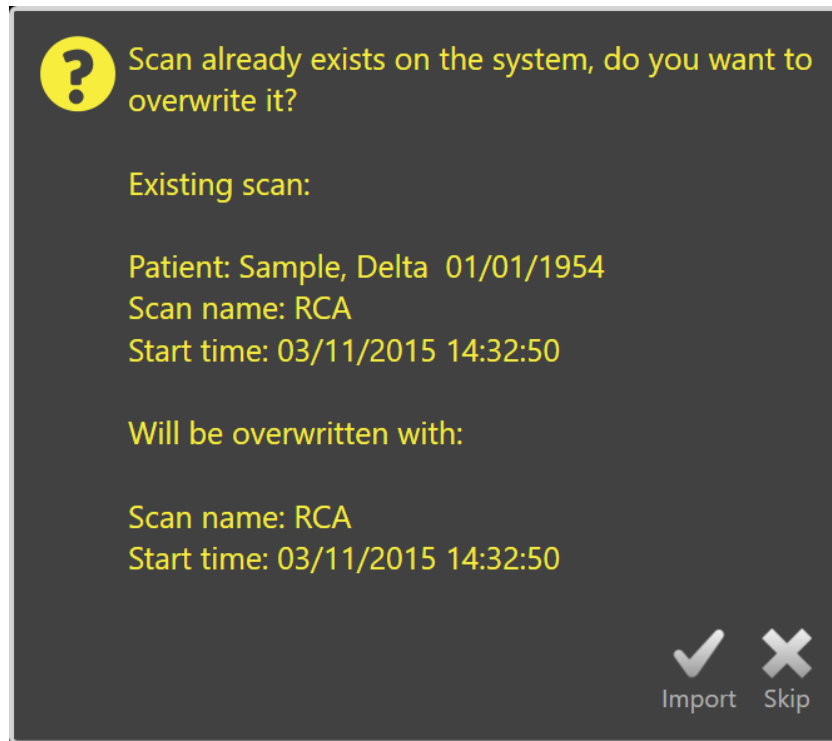 Scan already exists on the system, do you want to
overwrite it?
Existing scan:
Patient: Sample, Delta  01/01/1954
Scan name: RCA
Start time: 03/11/2015 14:32:50
Will be overwritten with:
Scan name: RCA
Start time: 03/11/2015 14:32:50
Import Skip